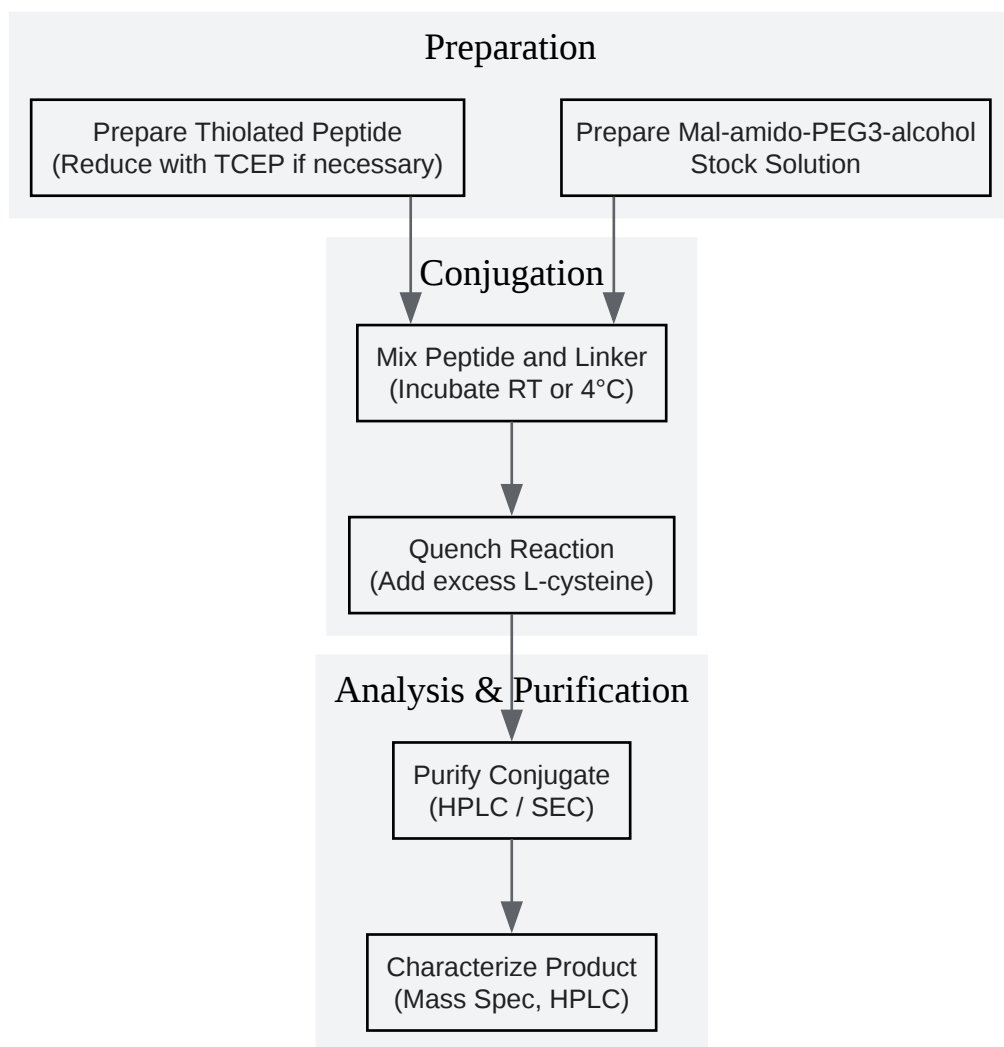 Preparation
Prepare Thiolated Peptide
(Reduce with TCEP if necessary)
Prepare Mal-amido-PEG3-alcohol
Stock Solution
Conjugation
Mix Peptide and Linker
(Incubate RT or 4°C)
Quench Reaction
(Add excess L-cysteine)
Analysis & Purification
Purify Conjugate
(HPLC / SEC)
Characterize Product
(Mass Spec, HPLC)